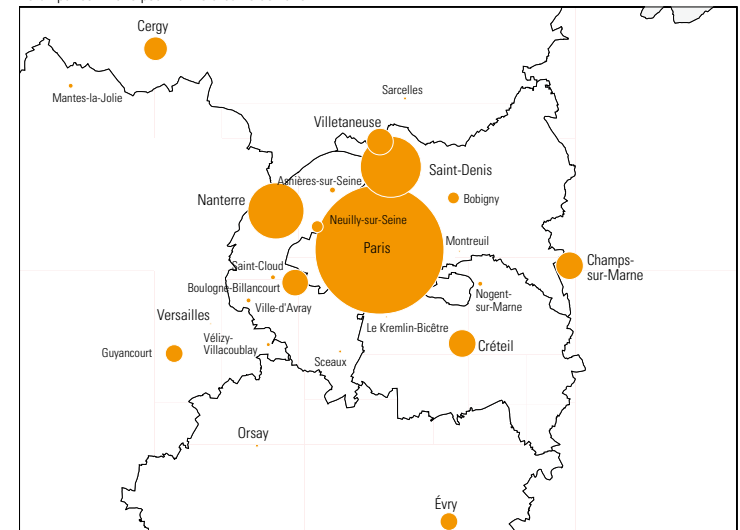 Cergy
Mantes-la-Jolie
Sarcelles
Villetaneuse
Saint-Denis
Asnières-sur-Seine
Nanterre
Bobigny
Neuilly-sur-Seine
Paris
Montreuil
Champs-
sur-Marne
Saint-Cloud
Boulogne-Billancourt
Nogent-
sur-Marne
Ville-d'Avray
Versailles
Le Kremlin-Bicêtre
Vélizy-
Villacoublay
Guyancourt
Créteil
Sceaux
Orsay
Évry